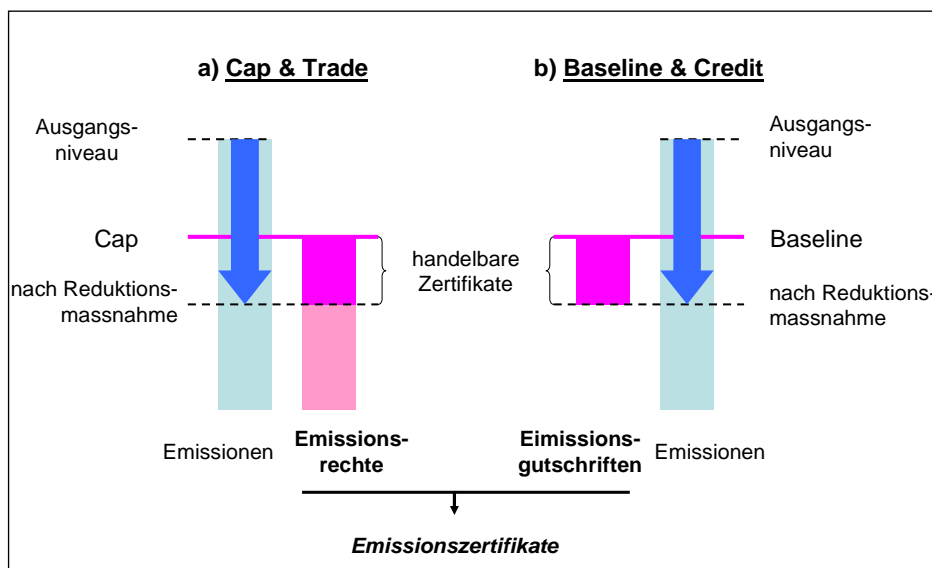 a) Cap & Trade
b) Baseline & Credit
Ausgangs-
niveau
Ausgangs-
niveau
Cap
handelbare
Zertifikate
Baseline
nach Reduktions-
massnahme
nach Reduktions-
massnahme
Emissionen
Emissions-
rechte
Eimissions-
gutschriften
Emissionen
Emissionszertifikate